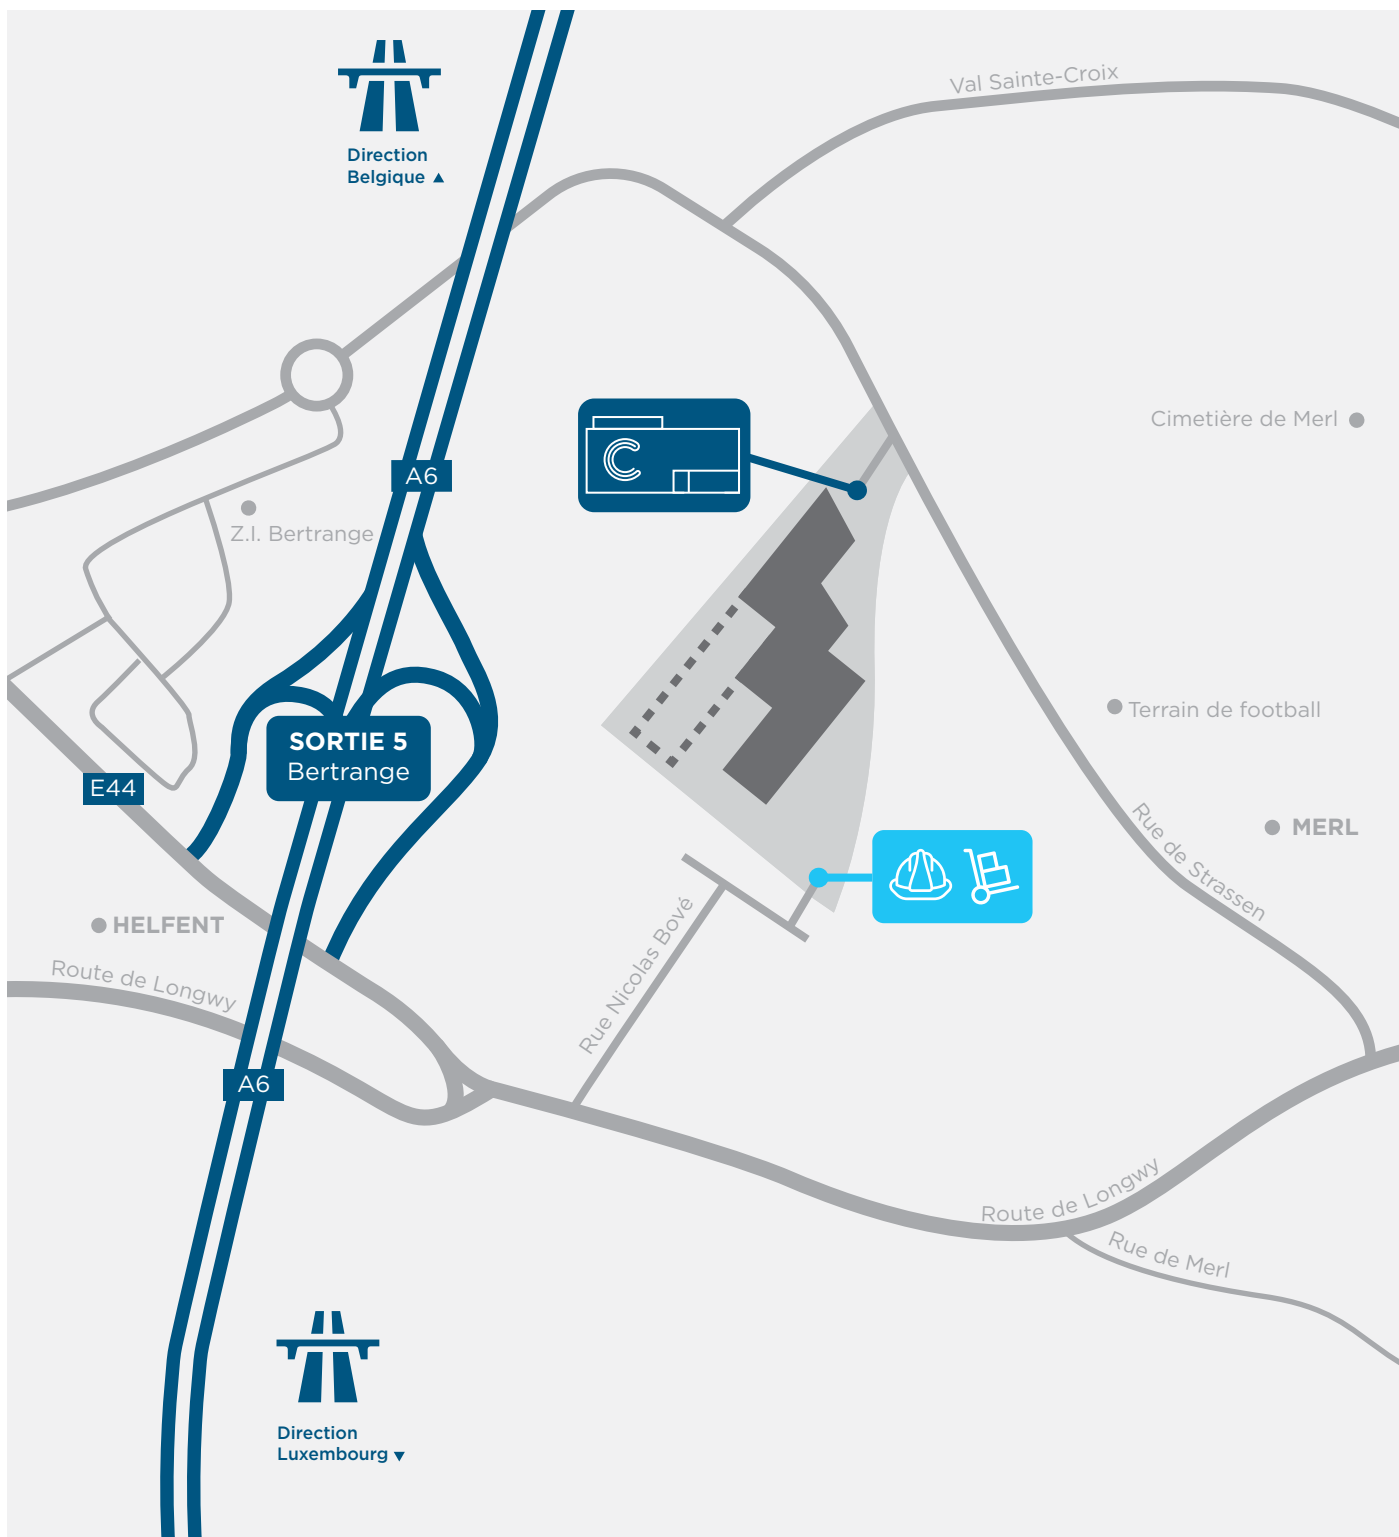 Val Sainte-Croix
Direction
Belgique ▲
Cimetière de Merl
A6
C
Z.I. Bertrange
Terrain de football
SORTIE 5
Bertrange
E44
Rue de Strassen
MERL
HELFENT
Rue Nicolas Bové
Route de Longwy
A6
Route de Longwy
Rue de Merl
Direction
Luxembourg ▼